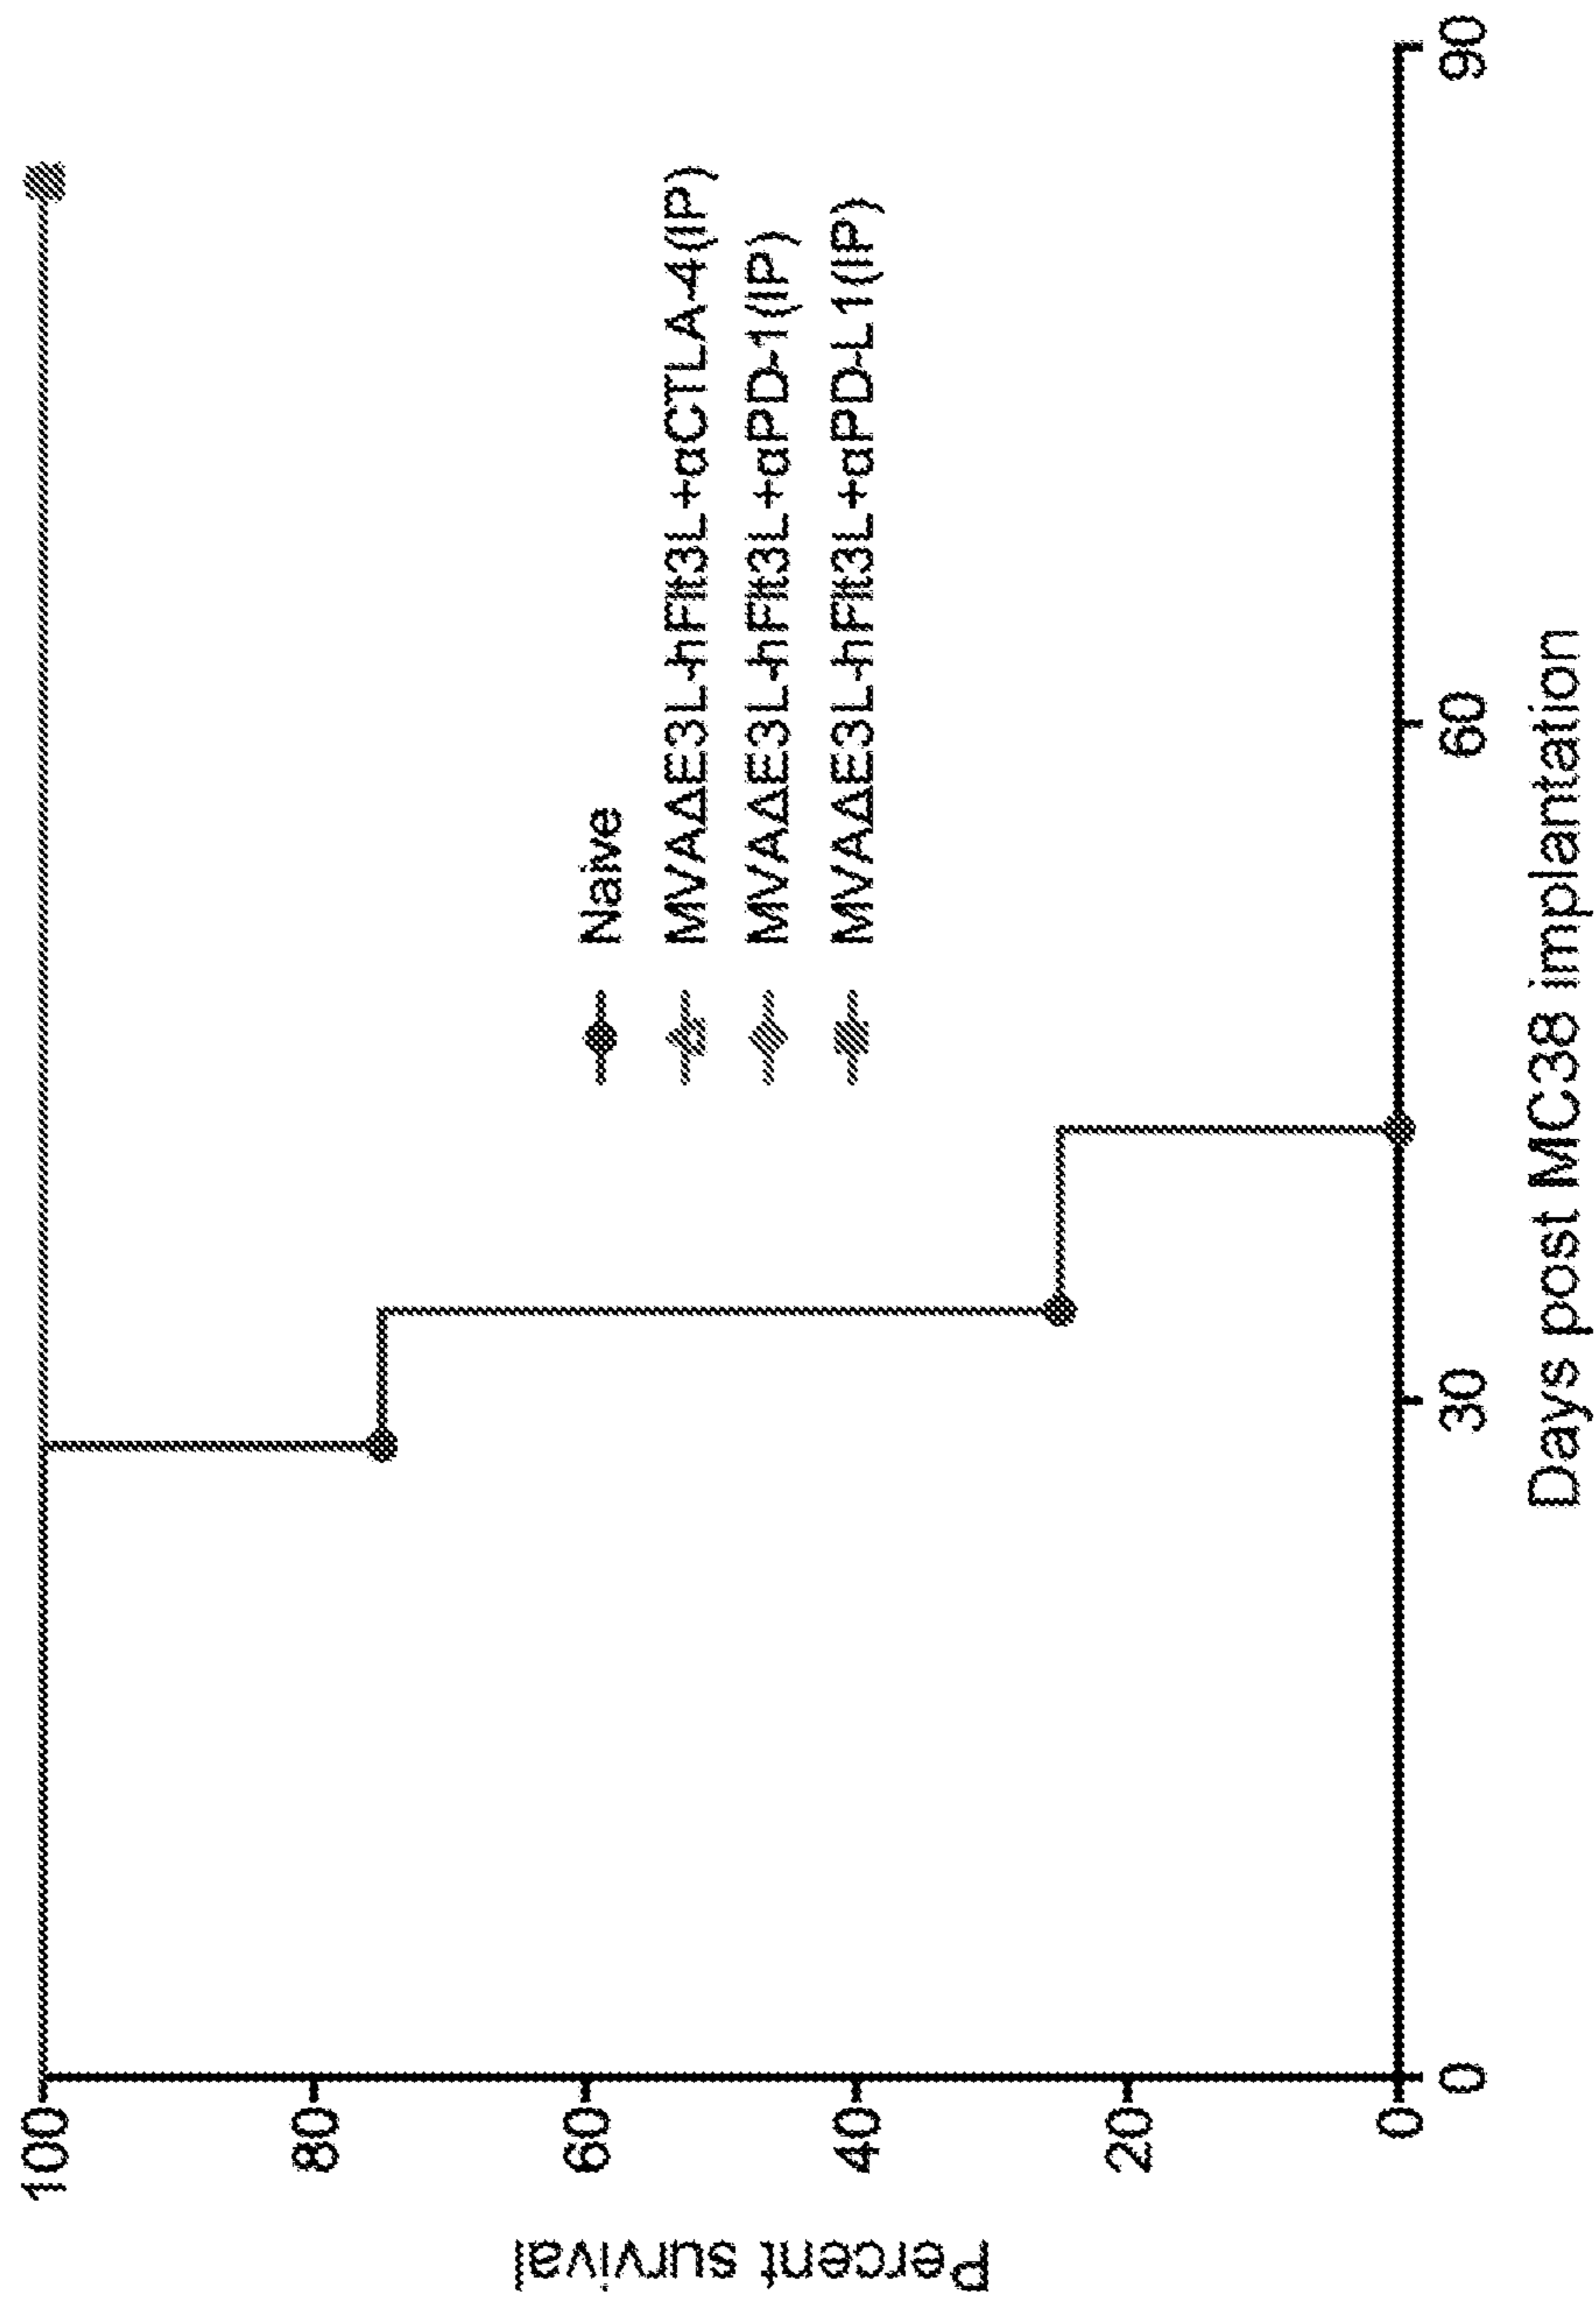 Percent survival
100
80
60
40
20
0
Naive
MVAΔE3L-hFlt3L+αCTLA-4(IP)
MVAΔE3L-hFlt3L+αPD-1(IP)
MVAΔE3L-hFlt3L+αPD-L1(IP)
0
30
60
90
Days post MC38 implantation